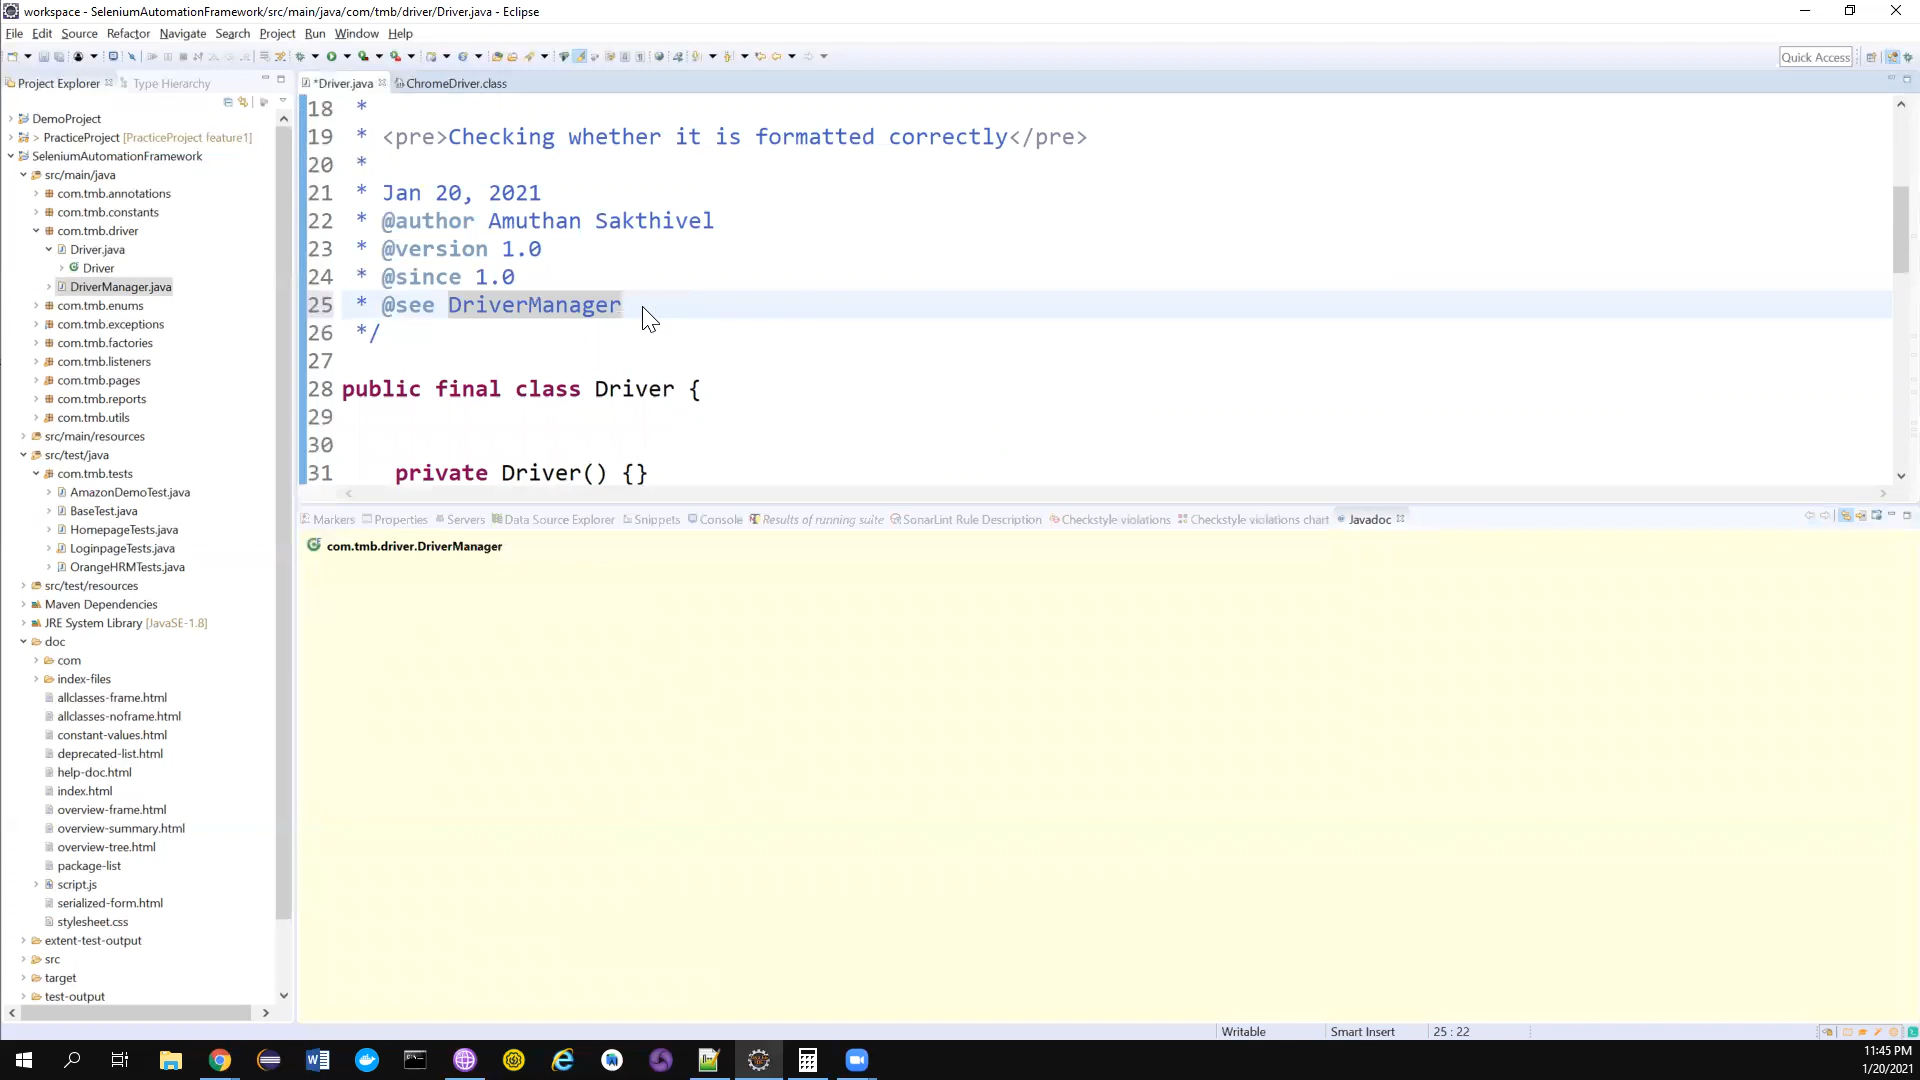 workspace - SeleniumAutomationFramework/src/main/java/com/tmb/driver/Driver.java - Eclipse
File Edit Source Refactor Navigate Search Project Run Window Help
Quick Access
Project Explorer Type Hierarchy
*Driver.java ChromeDriver.class
DemoProject
> PracticeProject [PracticeProject feature1]
SeleniumAutomationFramework
src/main/java
com.tmb.annotations
com.tmb.constants
com.tmb.driver
Driver.java
Driver
DriverManager.java
com.tmb.enums
com.tmb.exceptions
com.tmb.factories
com.tmb.listeners
com.tmb.pages
com.tmb.reports
com.tmb.utils
src/main/resources
src/test/java
com.tmb.tests
AmazonDemoTest.java
BaseTest.java
HomepageTests.java
LoginpageTests.java
OrangeHRMTests.java
src/test/resources
Maven Dependencies
JRE System Library [JavaSE-1.8]
doc
com
index-files
allclasses-frame.html
allclasses-noframe.html
constant-values.html
deprecated-list.html
help-doc.html
index.html
overview-frame.html
overview-summary.html
overview-tree.html
package-list
script.js
serialized-form.html
stylesheet.css
extent-test-output
src
target
test-output
18 *
19 * <pre>Checking whether it is formatted correctly</pre>
20 *
21 * Jan 20, 2021
22 * @author Amuthan Sakthivel
23 * @version 1.0
24 * @since 1.0
25 * @see DriverManager
26 */
27
28 public final class Driver {
29
30
31 private Driver() {}
Markers Properties Servers Data Source Explorer Snippets Console Results of running suite SonarLint Rule Description Checkstyle violations Checkstyle violations chart Javadoc
com.tmb.driver.DriverManager
Writable Smart Insert 25 : 22
11:45 PM
1/20/2021